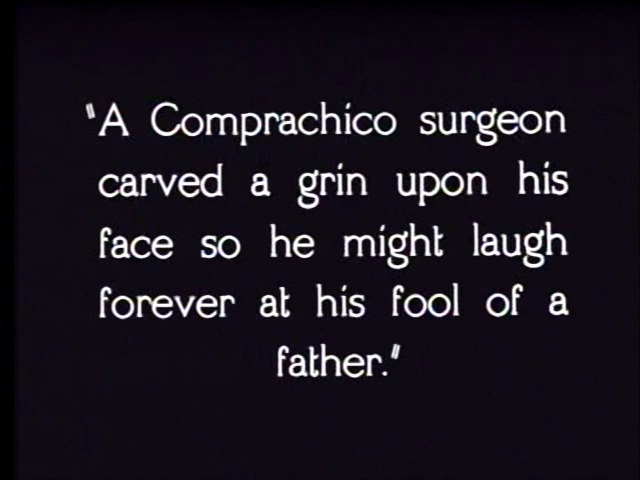 "A Comprachico surgeon
carved a grin upon his
face so he might laugh
forever at his fool of a
father."